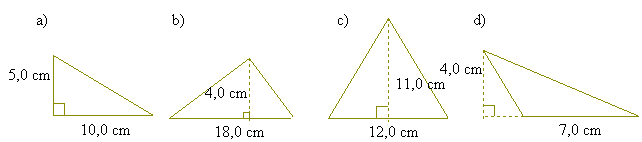 a)
5,0 cm
10,0 cm
b)
4,0 cm
18,0 cm
c)
11,0 cm
12,0 cm
d)
4,0 cm
7,0 cm